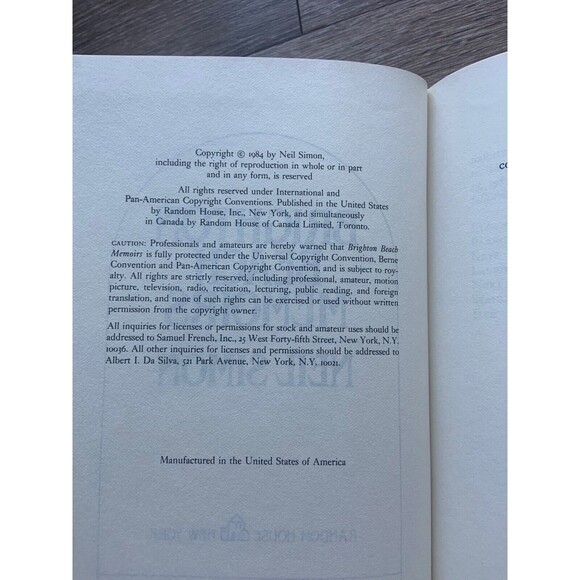 Copyright © 1984 by Neil Simon,
including the right of reproduction in whole or in part
and in any form, is reserved
All rights reserved under International and
Pan-American Copyright Conventions. Published in the United States
by Random House, Inc., New York, and simultaneously
in Canada by Random House of Canada Limited, Toronto.
CAUTION: Professionals and amateurs are hereby warned that Brighton Beach
Memoirs is fully protected under the Universal Copyright Convention, Berne
Convention and Pan-American Copyright Convention, and is subject to roy-
alty. All rights are strictly reserved, including professional, amateur, motion
picture, television, radio, recitation, lecturing, public reading, and foreign
translation, and none of such rights can be exercised or used without written
permission from the copyright owner.
All inquiries for licenses or permissions for stock and amateur uses should be
addressed to Samuel French, Inc., 25 West Forty-fifth Street, New York, N.Y.
10036. All other inquiries for licenses and permissions should be addressed to
Albert I. Da Silva, 521 Park Avenue, New York, N.Y. 10021.
Manufactured in the United States of America
NEIL SIMON
RANDOM HOUSE NEW YORK
CO